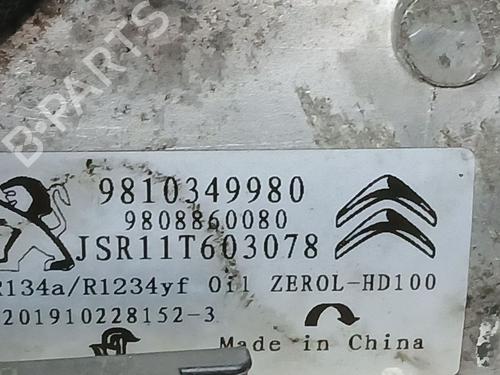 B-PARTS
9810349980
9808860080
JSR11T603078
R134a/R1234yf Oil ZEROL-HD100
201910228152-3
Made in China